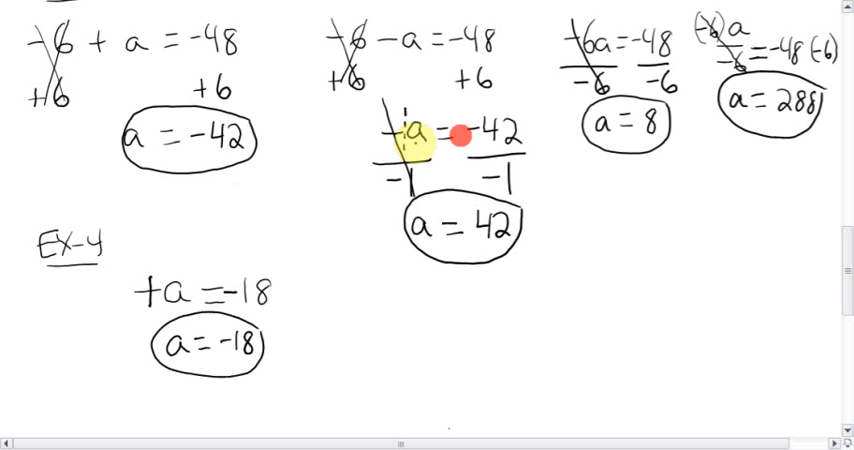 -6 + a = -48
+6 +6
a = -42
-6 - a = -48
+6 +6
-1a = -42
-1 -1
a = 42
-6a = -48
-6 -6
a = 8
(-6) a = -48 (-6)
-6
a = 288
EX-4
+a = -18
a = -18